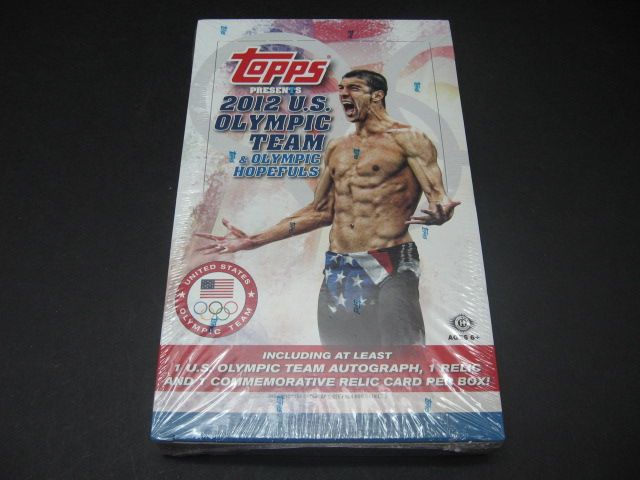 TOPPS
PRESENTS
2012 U.S.
OLYMPIC
TEAM
& OLYMPIC
HOPEFULS
UNITED STATES
OLYMPIC TEAM
AGES 6+
INCLUDING AT LEAST
1 U.S. OLYMPIC TEAM AUTOGRAPH, 1 RELIC
AND 1 COMMEMORATIVE RELIC CARD PER BOX!